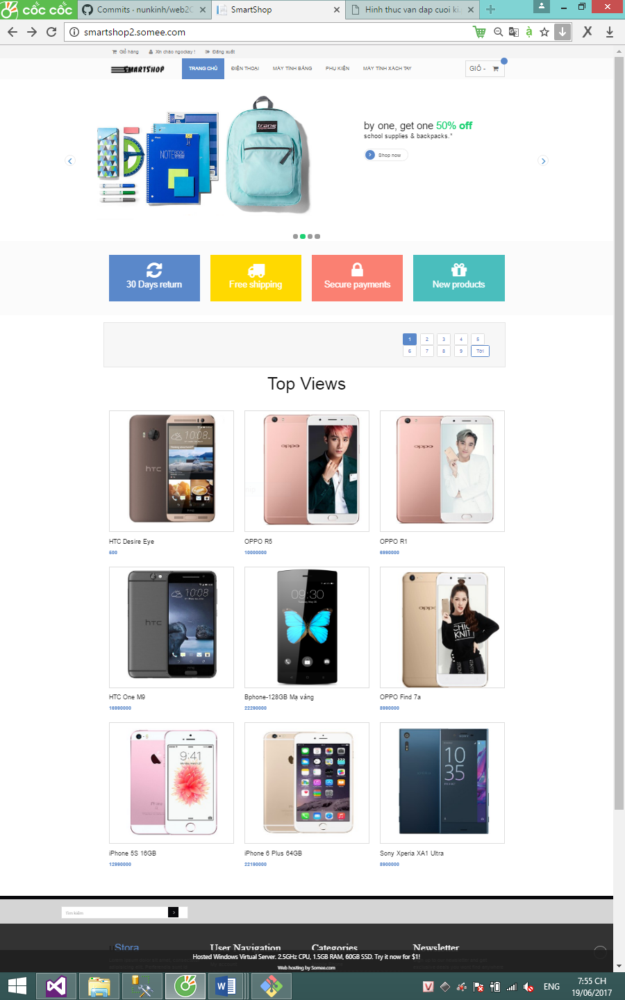 cốc cốc
Commits · nunkinh/web2C
SmartShop
Hinh thuc van dap cuoi ki.
smartshop2.somee.com
Giỏ hàng
Xin chào ngockay !
Đăng xuất
SMARTSHOP
TRANG CHỦ
ĐIỆN THOẠI
MÁY TÍNH BẢNG
PHỤ KIỆN
MÁY TÍNH XÁCH TAY
GIỎ -
by one, get one 50% off
school supplies & backpacks.*
Shop now
NOTEBOOK
trans
30 Days return
Free shipping
Secure payments
New products
1 2 3 4 5
6 7 8 9 Tới
Top Views
HTC Desire Eye
500
OPPO R5
10000000
OPPO R1
6990000
HTC One M9
16990000
Bphone-128GB Mạ vàng
22290000
OPPO Find 7a
8990000
iPhone 5S 16GB
12990000
iPhone 6 Plus 64GB
22190000
Sony Xperia XA1 Ultra
8900000
Tìm kiếm
Stora
User Navigation
Categories
Newsletter
Hosted Windows Virtual Server. 2.5GHz CPU, 1.5GB RAM, 60GB SSD. Try it now for $1!
Web hosting by Somee.com
ENG
7:55 CH
19/06/2017